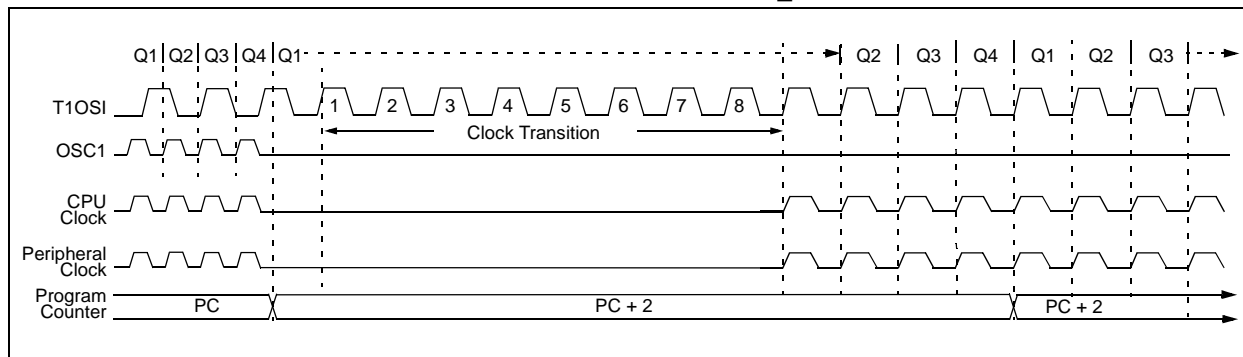 Q1 Q2 Q3 Q4 Q1 Q2 Q3 Q4 Q1 Q2 Q3
T1OSI 1 2 3 4 5 6 7 8
Clock Transition
OSC1
CPU
Clock
Peripheral
Clock
Program
Counter
PC PC + 2 PC + 2